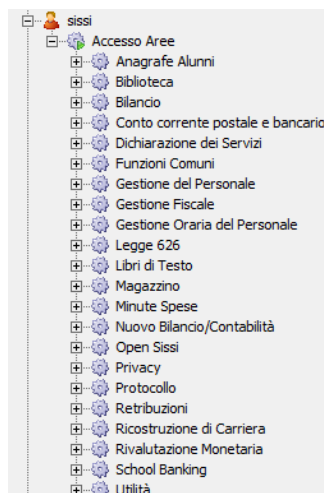 sissi
Accesso Aree
Anagrafe Alunni
Biblioteca
Bilancio
Conto corrente postale e bancario
Dichiarazione dei Servizi
Funzioni Comuni
Gestione del Personale
Gestione Fiscale
Gestione Oraria del Personale
Legge 626
Libri di Testo
Magazzino
Minute Spese
Nuovo Bilancio/Contabilità
Open Sissi
Privacy
Protocollo
Retribuzioni
Ricostruzione di Carriera
Rivalutazione Monetaria
School Banking
Utilità